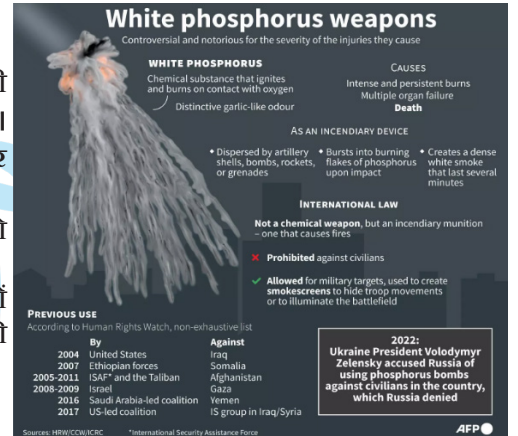 White phosphorus weapons
Controversial and notorious for the severity of the injuries they cause
WHITE PHOSPHORUS
Chemical substance that ignites
and burns on contact with oxygen
Distinctive garlic-like odour
CAUSES
Intense and persistent burns
Multiple organ failure
Death
AS AN INCENDIARY DEVICE
Dispersed by artillery
shells, bombs, rockets,
or grenades
Bursts into burning
flakes of phosphorus
upon impact
Creates a dense
white smoke
that last several
minutes
INTERNATIONAL LAW
Not a chemical weapon, but an incendiary munition
– one that causes fires
Prohibited against civilians
Allowed for military targets, used to create
smokescreens to hide troop movements
or to illuminate the battlefield
PREVIOUS USE
According to Human Rights Watch, non-exhaustive list
By Against
2004 United States Iraq
2007 Ethiopian forces Somalia
2005-2011 ISAF* and the Taliban Afghanistan
2008-2009 Israel Gaza
2016 Saudi Arabia-led coalition Yemen
2017 US-led coalition IS group in Iraq/Syria
2022:
Ukraine President Volodymyr
Zelensky accused Russia of
using phosphorus bombs
against civilians in the country,
which Russia denied
Sources: HRW/CCW/ICRC *International Security Assistance Force
AFP